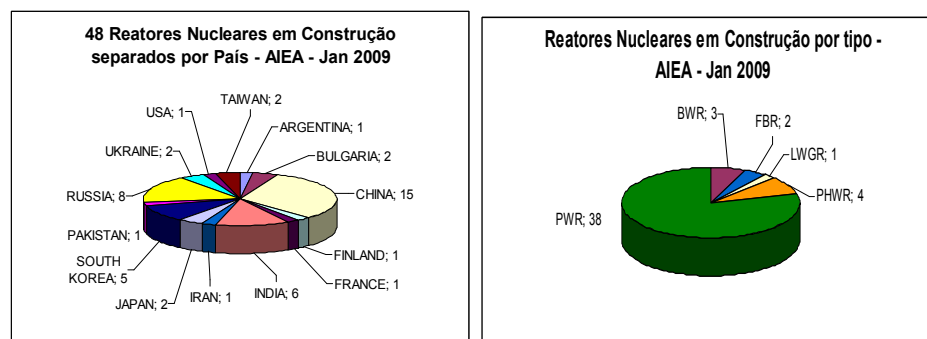 48 Reatores Nucleares em Construção
separados por País - AIEA - Jan 2009
TAIWAN; 2
USA; 1
ARGENTINA; 1
UKRAINE; 2
BULGARIA; 2
RUSSIA; 8
CHINA; 15
PAKISTAN; 1
SOUTH
KOREA; 5
FINLAND; 1
FRANCE; 1
JAPAN; 2
IRAN; 1
INDIA; 6
Reatores Nucleares em Construção por tipo -
AIEA - Jan 2009
BWR; 3
FBR; 2
LWGR; 1
PHWR; 4
PWR; 38